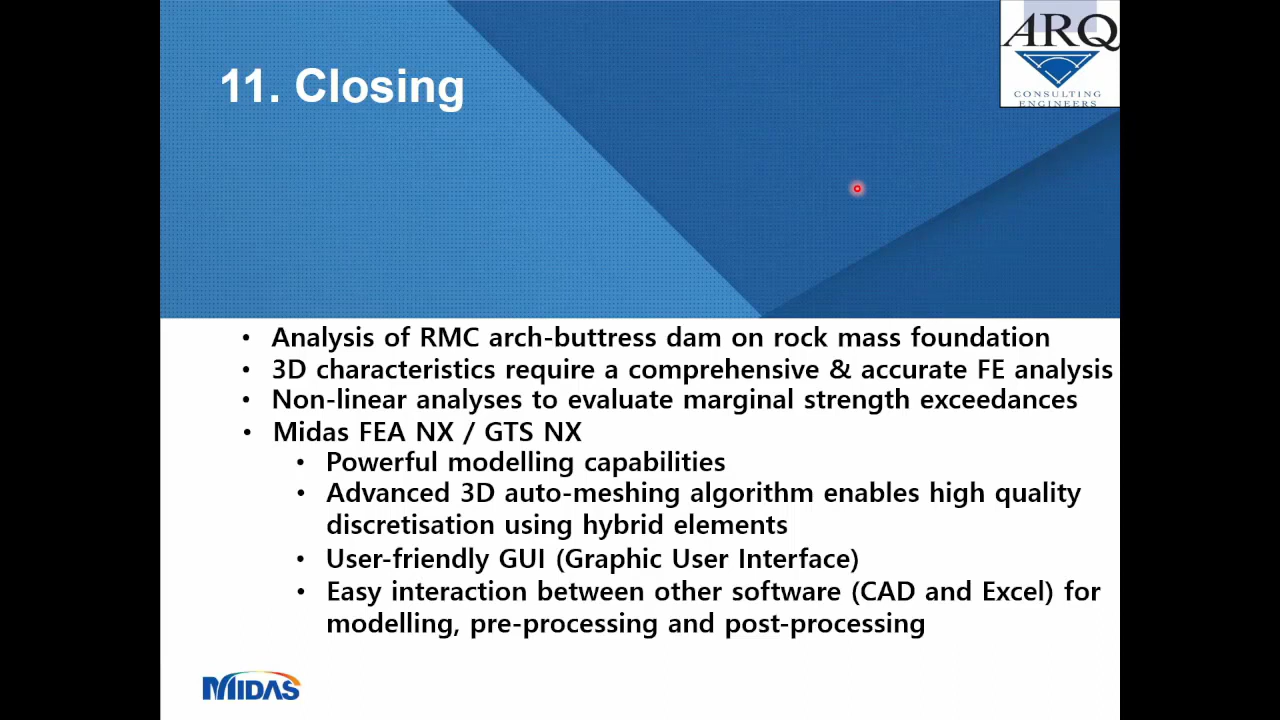 11. Closing
ARQ
CONSULTING
ENGINEERS
• Analysis of RMC arch-buttress dam on rock mass foundation
• 3D characteristics require a comprehensive & accurate FE analysis
• Non-linear analyses to evaluate marginal strength exceedances
• Midas FEA NX / GTS NX
• Powerful modelling capabilities
• Advanced 3D auto-meshing algorithm enables high quality
discretisation using hybrid elements
• User-friendly GUI (Graphic User Interface)
• Easy interaction between other software (CAD and Excel) for
modelling, pre-processing and post-processing
MIDAS